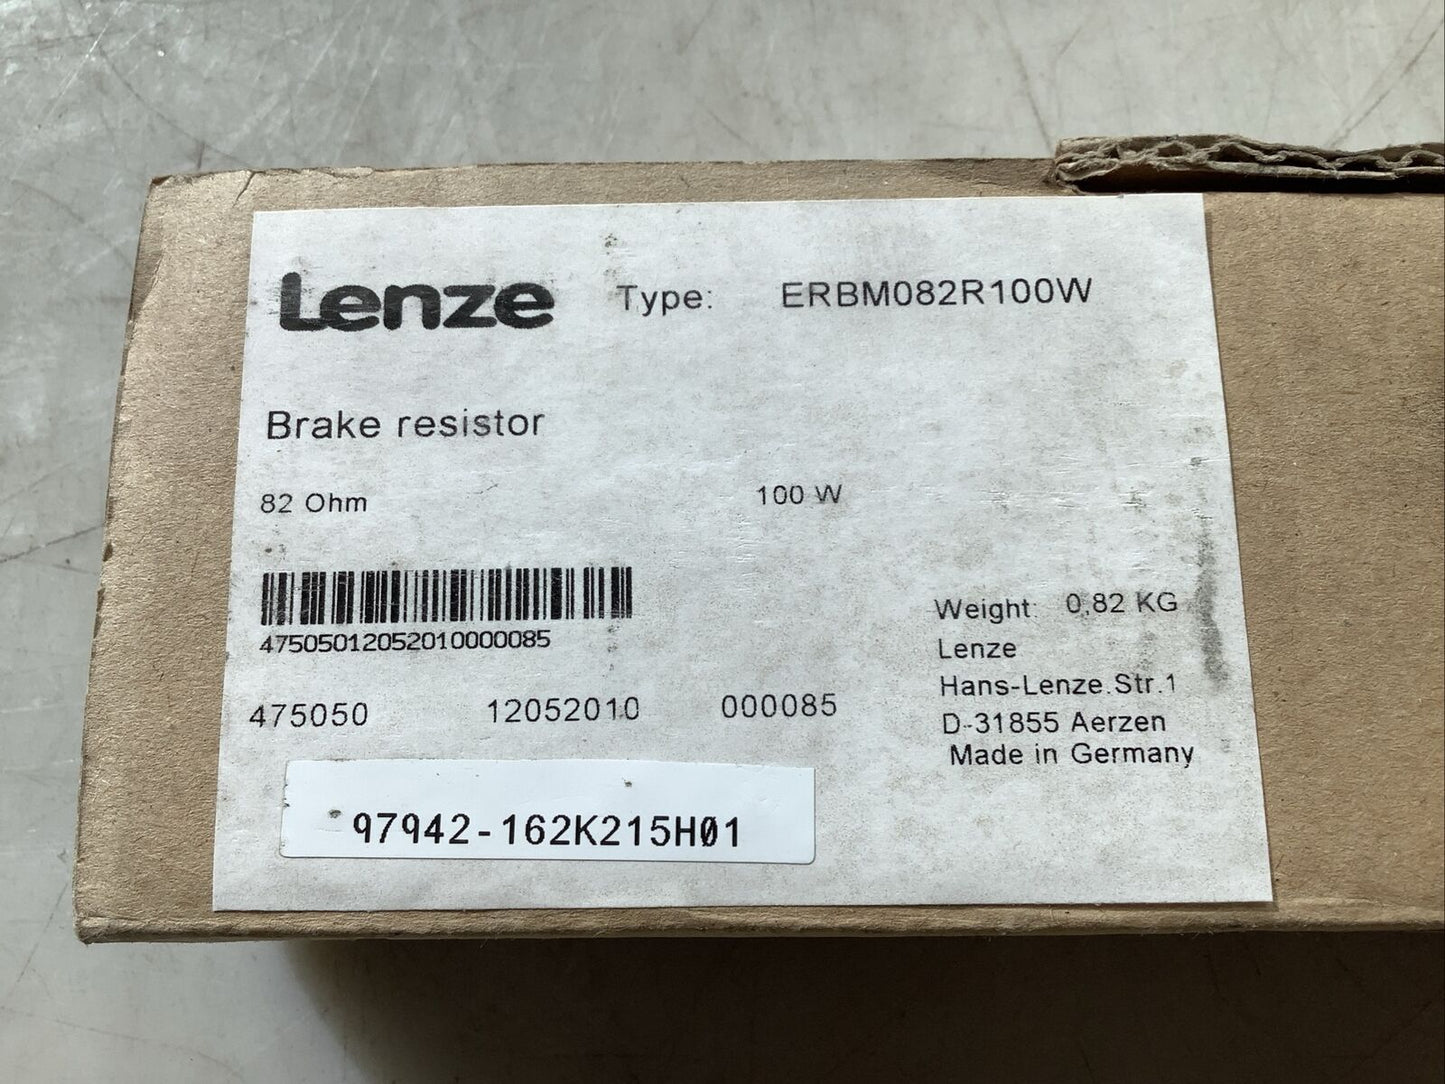 Lenze Type: ERBM082R100W
Brake resistor
82 Ohm 100 W
47505012052010000085
475050 12052010 000085
Weight: 0,82 KG
Lenze
Hans-Lenze.Str.1
D-31855 Aerzen
Made in Germany
97942-162K215H01